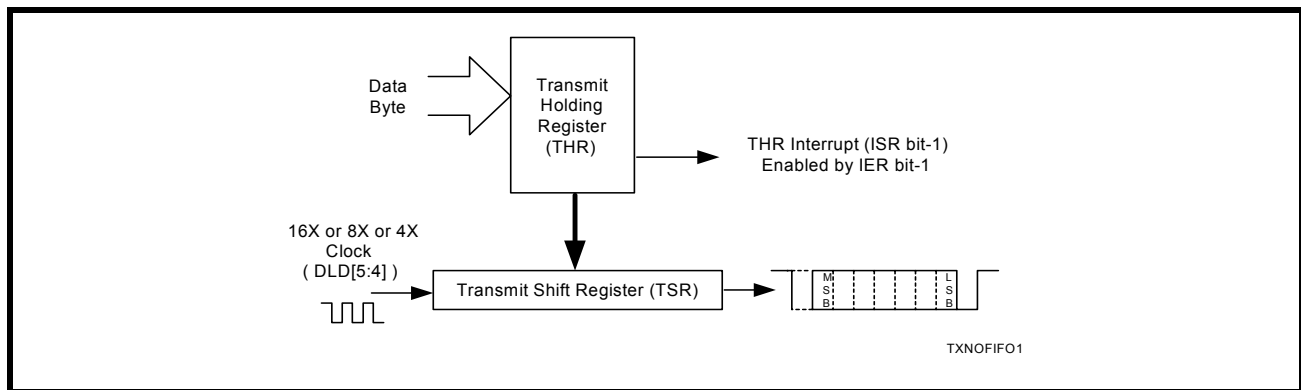 Data
Byte
Transmit
Holding
Register
(THR)
THR Interrupt (ISR bit-1)
Enabled by IER bit-1
16X or 8X or 4X
Clock
( DLD[5:4] )
Transmit Shift Register (TSR)
M
S
B
L
S
B
TXNOFIFO1